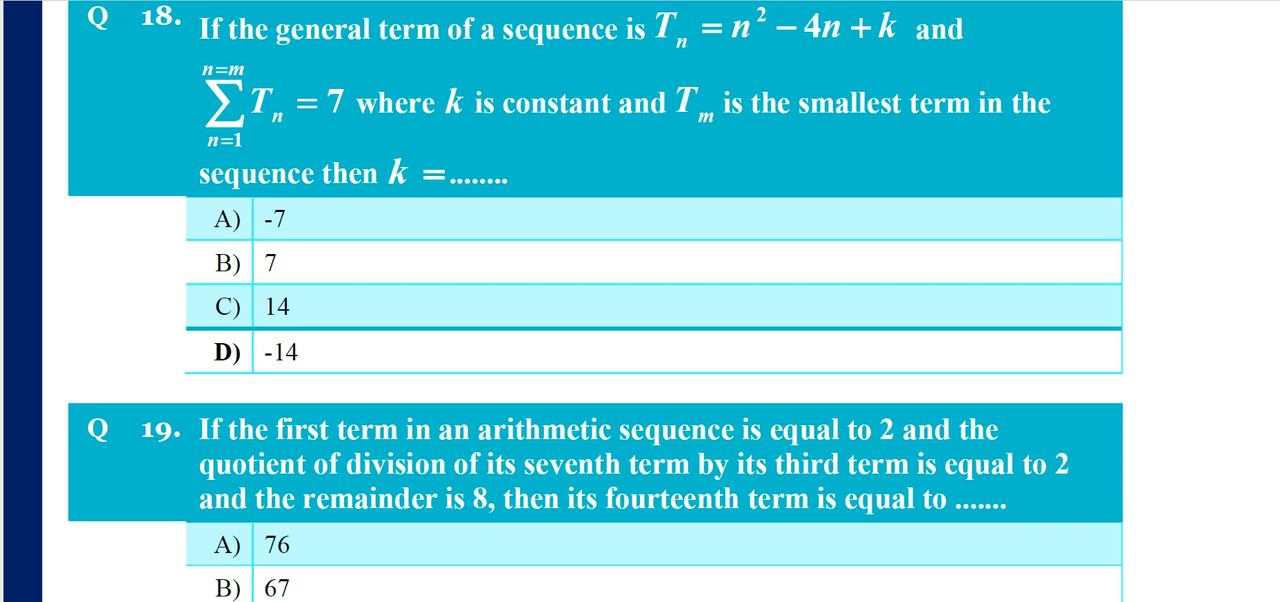 Q 18. If the general term of a sequence is Tₙ = n² – 4n + k and
n=m
∑ Tₙ = 7 where k is constant and Tₘ is the smallest term in the
n=1
sequence then k = ........
A) -7
B) 7
C) 14
D) -14
Q 19. If the first term in an arithmetic sequence is equal to 2 and the
quotient of division of its seventh term by its third term is equal to 2
and the remainder is 8, then its fourteenth term is equal to .......
A) 76
B) 67